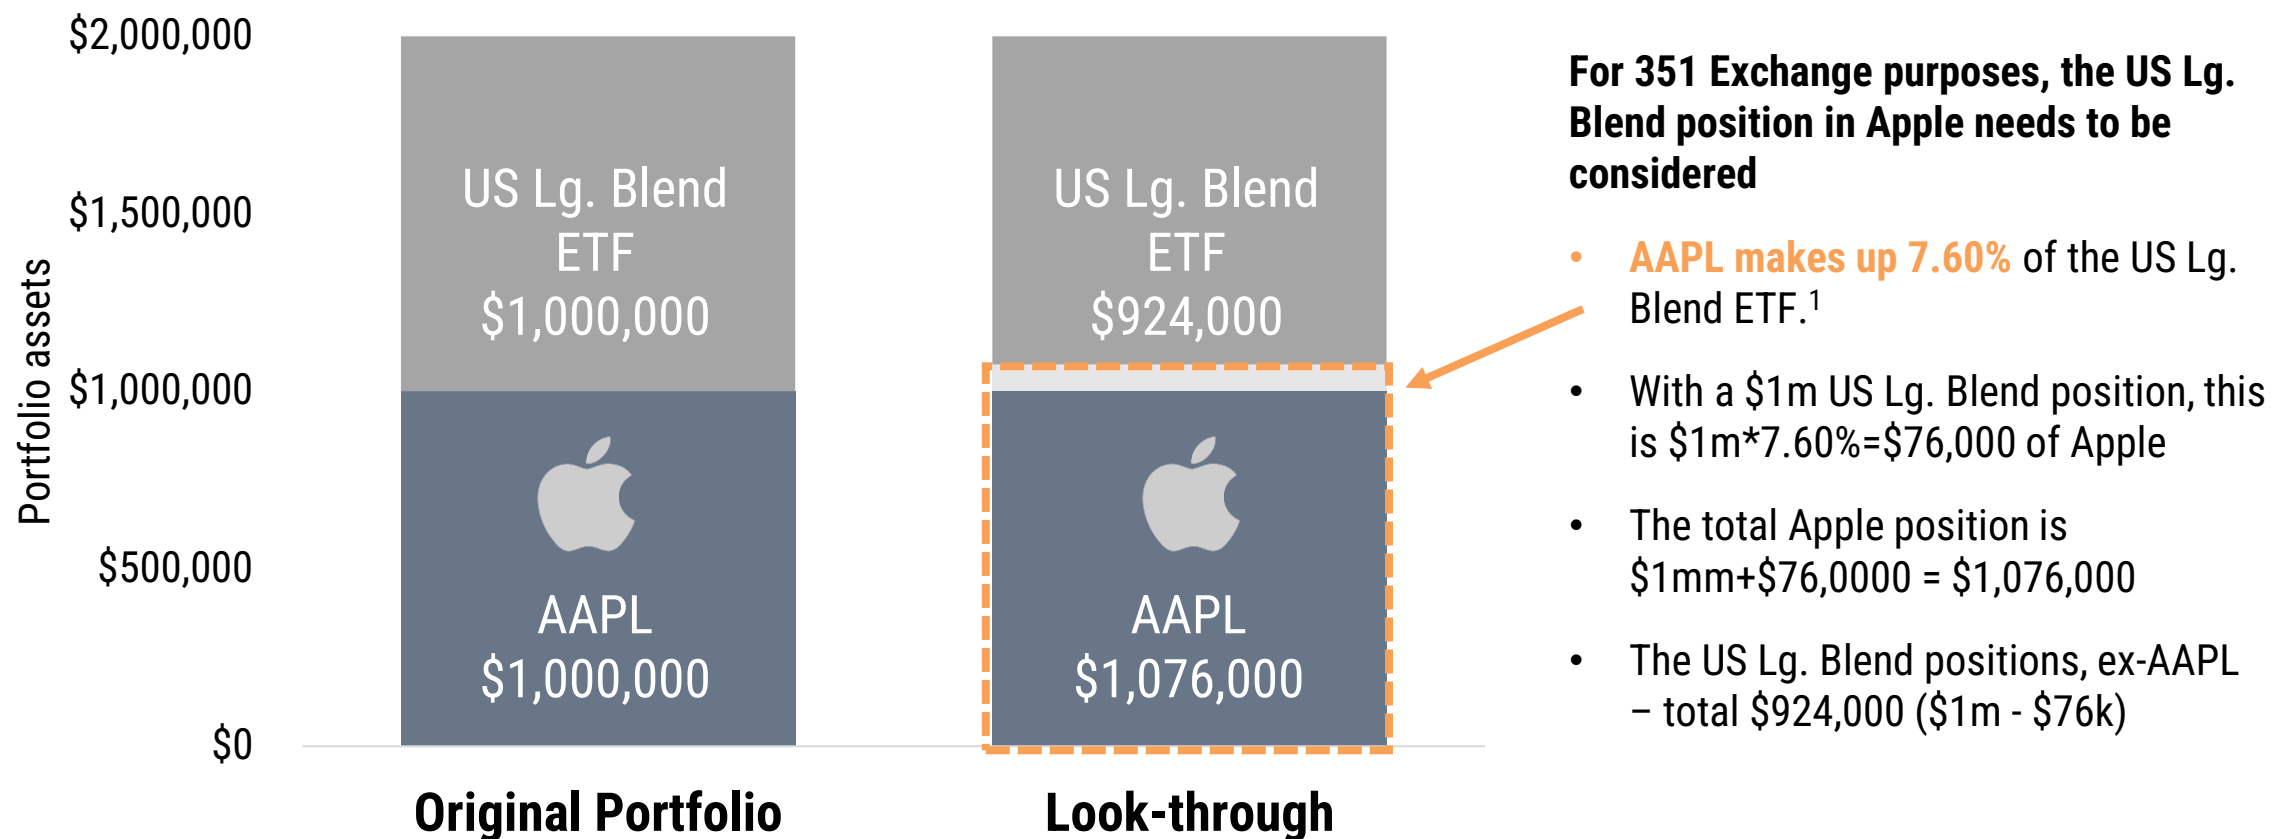 $2,000,000
$1,500,000
$1,000,000
$500,000
$0
Portfolio assets
US Lg. Blend
ETF
$1,000,000
AAPL
$1,000,000
Original Portfolio
US Lg. Blend
ETF
$924,000
AAPL
$1,076,000
Look-through
For 351 Exchange purposes, the US Lg.
Blend position in Apple needs to be
considered
• AAPL makes up 7.60% of the US Lg.
Blend ETF.¹
• With a $1m US Lg. Blend position, this
is $1m*7.60%=$76,000 of Apple
• The total Apple position is
$1mm+$76,0000 = $1,076,000
• The US Lg. Blend positions, ex-AAPL
– total $924,000 ($1m - $76k)